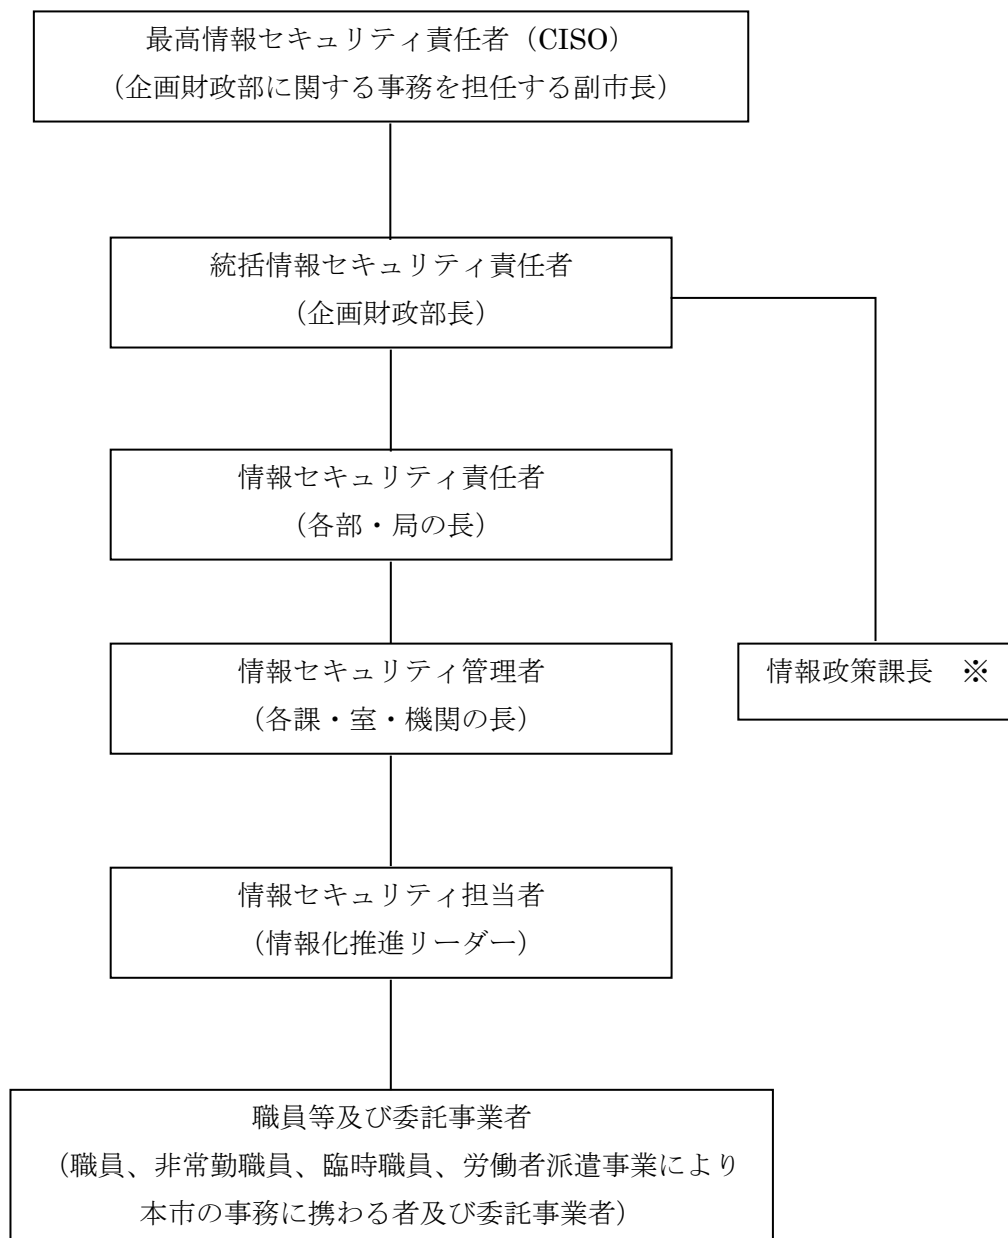 最高情報セキュリティ責任者（CISO）
（企画財政部に関する事務を担任する副市長）
統括情報セキュリティ責任者
（企画財政部長）
情報セキュリティ責任者
（各部・局の長）
情報セキュリティ管理者
（各課・室・機関の長）
情報政策課長　※
情報セキュリティ担当者
（情報化推進リーダー）
職員等及び委託事業者
（職員、非常勤職員、臨時職員、労働者派遣事業により
本市の事務に携わる者及び委託事業者）